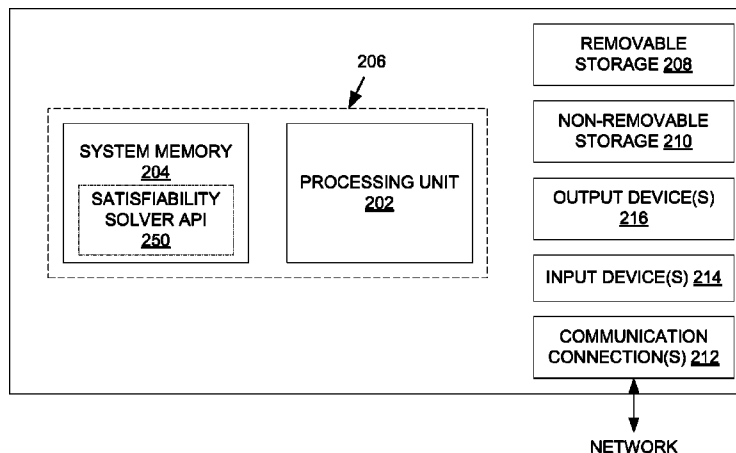 206
SYSTEM MEMORY
204
SATISFIABILITY
SOLVER API
250
PROCESSING UNIT
202
REMOVABLE
STORAGE 208
NON-REMOVABLE
STORAGE 210
OUTPUT DEVICE(S)
216
INPUT DEVICE(S) 214
COMMUNICATION
CONNECTION(S) 212
NETWORK